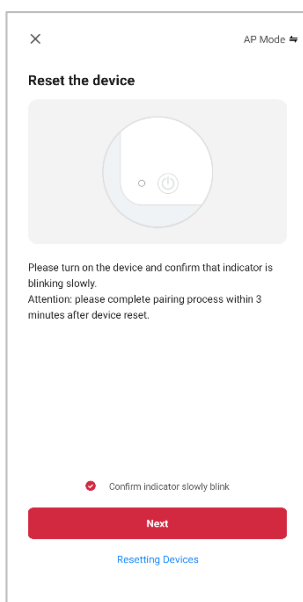 AP Mode
Reset the device
Please turn on the device and confirm that indicator is
blinking slowly.
Attention: please complete pairing process within 3
minutes after device reset.
Confirm indicator slowly blink
Next
Resetting Devices